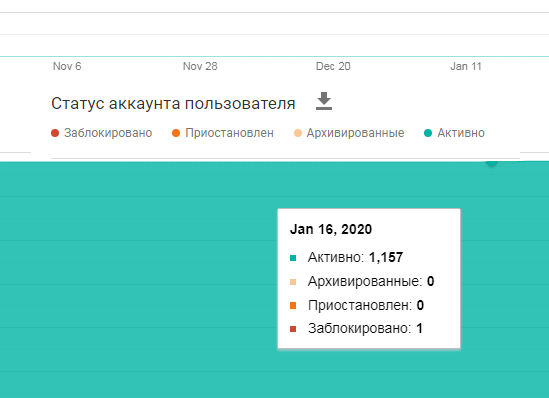 Nov 6 Nov 28 Dec 20 Jan 11
Статус аккаунта пользователя
Заблокировано Приостановлен Архивированные Активно
Jan 16, 2020
Активно: 1,157
Архивированные: 0
Приостановлен: 0
Заблокировано: 1